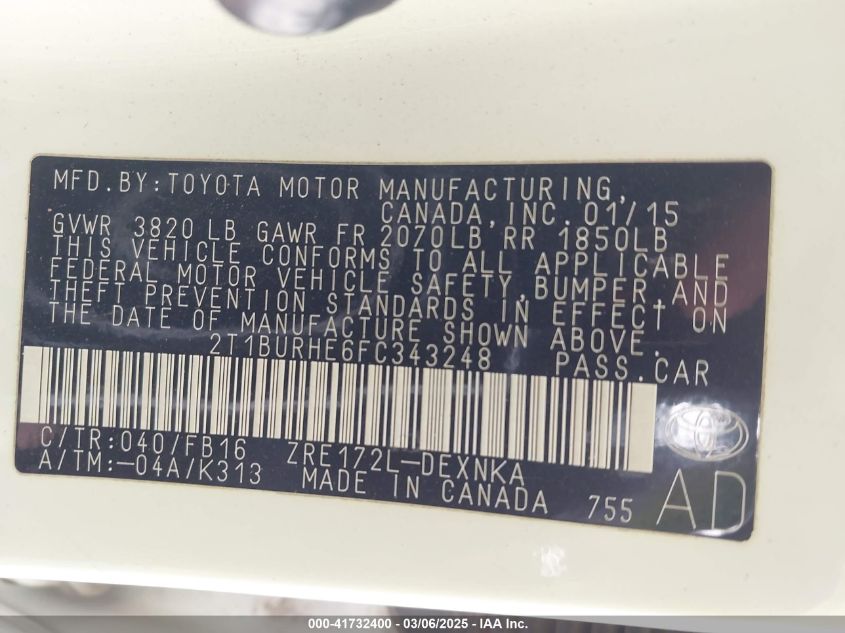 MFD.BY:TOYOTA MOTOR MANUFACTURING,
CANADA,INC.01/15
GVWR 3820 LB GAWR FR 2070LB RR 1850LB
THIS VEHICLE CONFORMS TO ALL APPLICABLE
FEDERAL MOTOR VEHICLE SAFETY,BUMPER,AND
THEFT PREVENTION STANDARDS IN EFFECT ON
THE DATE OF MANUFACTURE SHOWN ABOVE.
2T1BURHE6FC343248 PASS.CAR
C/TR:040/FB16 ZRE172L-DEXNKA
A/TM:-04A/K313 MADE IN CANADA 755 AD
000-41732400 - 03/06/2025 - IAA Inc.